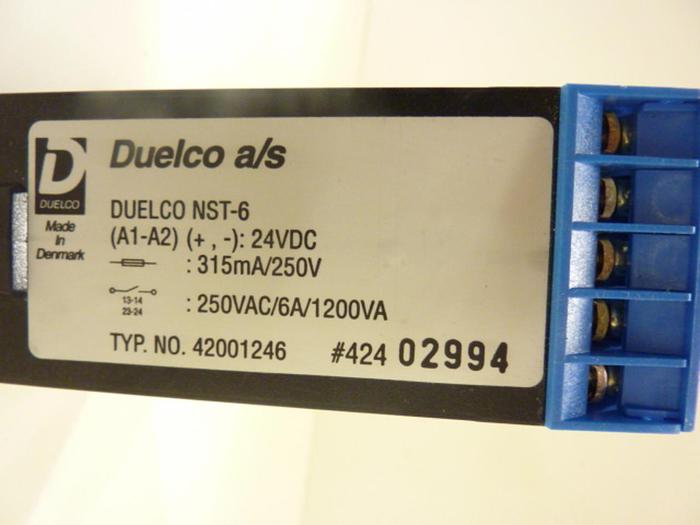 D
DUELCO
Made
In
Denmark
Duelco a/s
DUELCO NST-6
(A1-A2) (+ , -): 24VDC
: 315mA/250V
13-14
23-24
: 250VAC/6A/1200VA
TYP. NO. 42001246 #424 02994